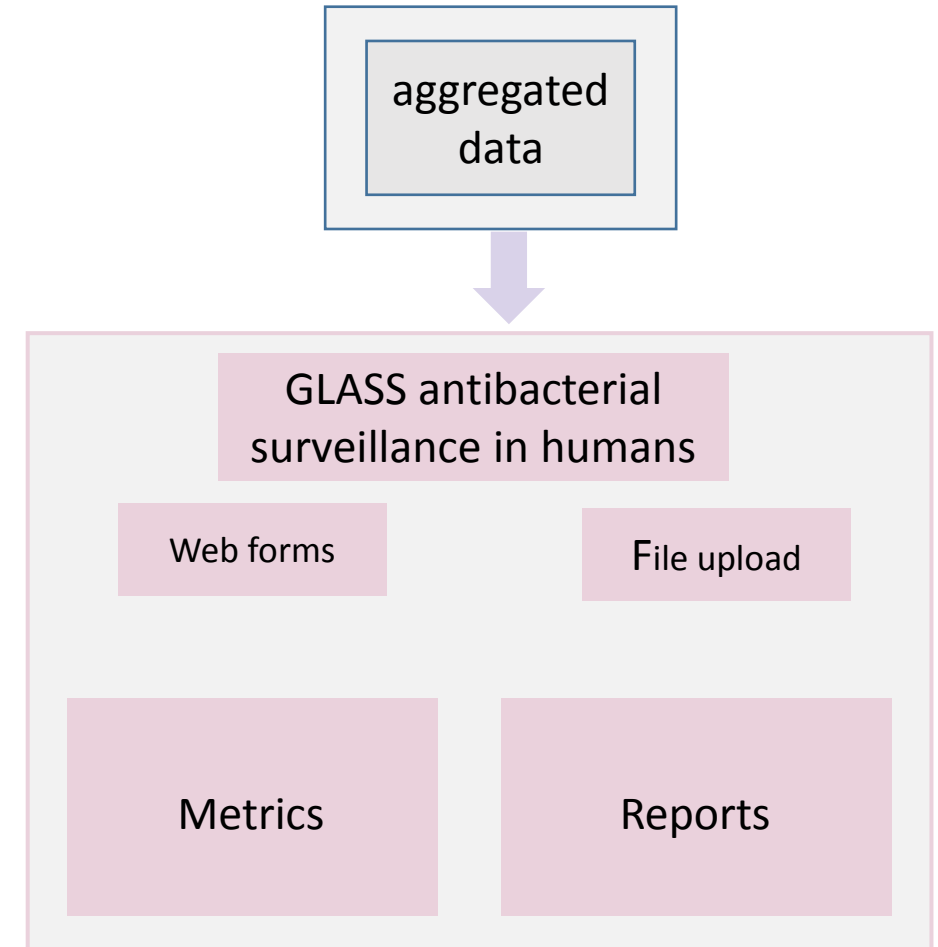 aggregated
data
GLASS antibacterial
surveillance in humans
Web forms
File upload
Metrics
Reports